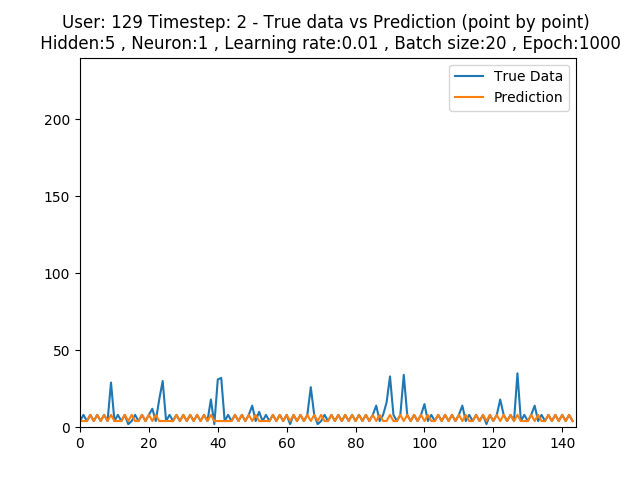 User: 129 Timestep: 2 - True data vs Prediction (point by point)
Hidden:5 , Neuron:1 , Learning rate:0.01 , Batch size:20 , Epoch:1000
True Data
Prediction
200
150
100
50
0
0 20 40 60 80 100 120 140